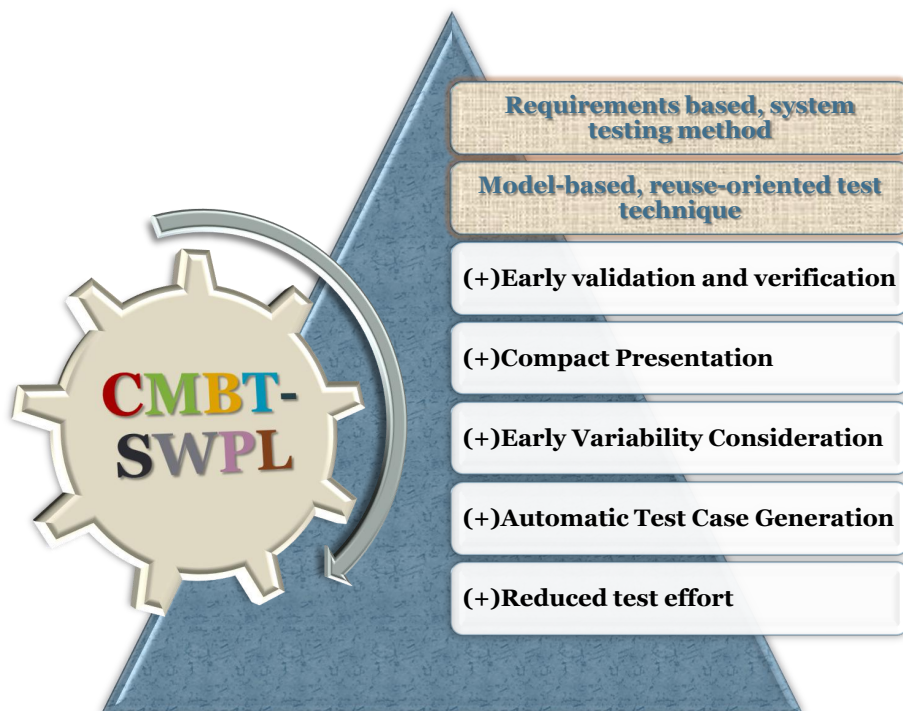 Requirements based, system
testing method
Model-based, reuse-oriented test
technique
(+)Early validation and verification
(+)Compact Presentation
(+)Early Variability Consideration
(+)Automatic Test Case Generation
(+)Reduced test effort
CMBT-
SWPL